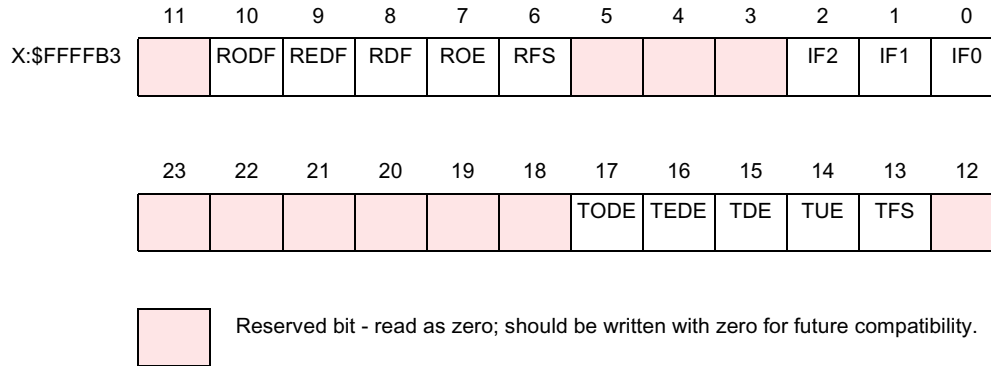 11 10 9 8 7 6 5 4 3 2 1 0
X:$FFFFB3 RODF REDF RDF ROE RFS IF2 IF1 IF0
23 22 21 20 19 18 17 16 15 14 13 12
TODE TEDE TDE TUE TFS
Reserved bit - read as zero; should be written with zero for future compatibility.